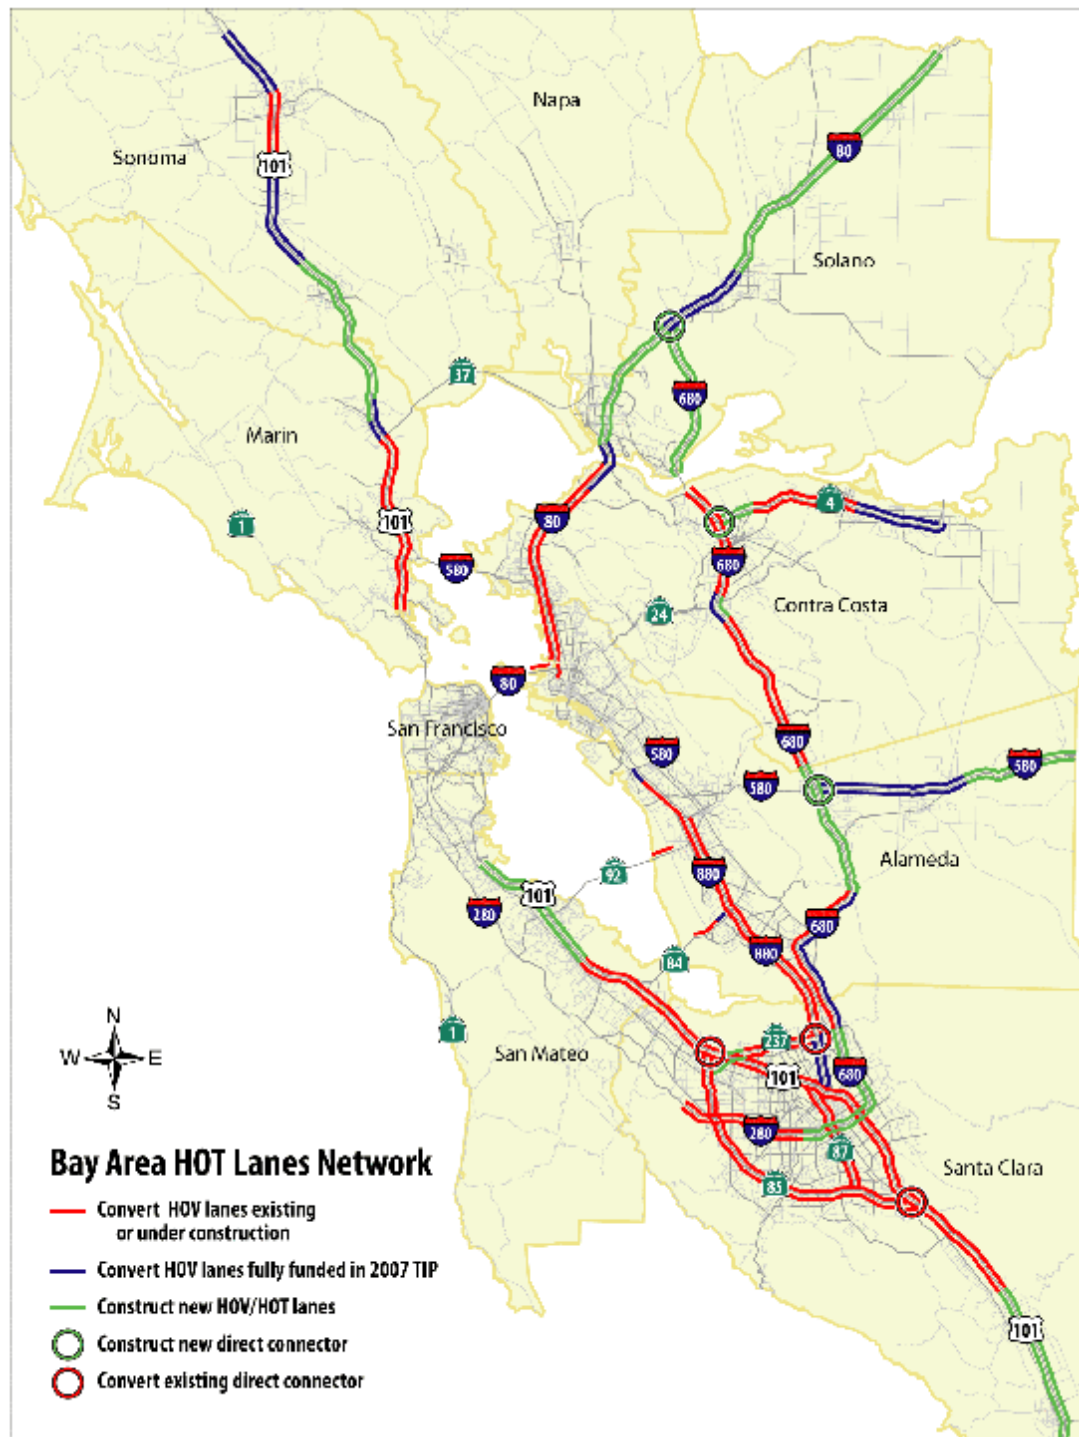 Napa
Sonoma
101
80
Solano
37
680
Marin
1
101
80
4
580
680
Contra Costa
24
80
San Francisco
580
680
580
580
Alameda
92
880
101
280
680
84
880
1
San Mateo
237
101
680
280
87
Santa Clara
85
101
N
W E
S
Bay Area HOT Lanes Network
Convert HOV lanes existing
or under construction
Convert HOV lanes fully funded in 2007 TIP
Construct new HOV/HOT lanes
Construct new direct connector
Convert existing direct connector